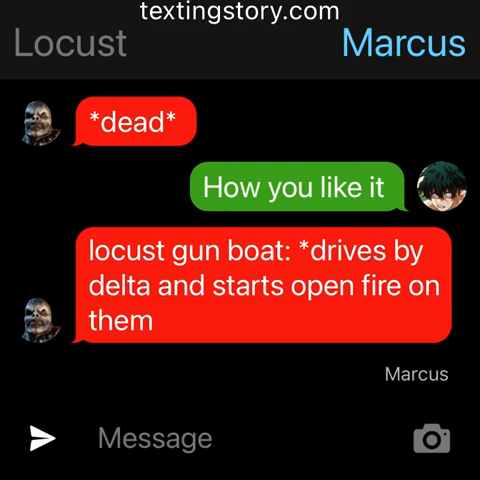 textingstory.com
Locust Marcus
*dead*
How you like it
locust gun boat: *drives by
delta and starts open fire on
them
Marcus
Message